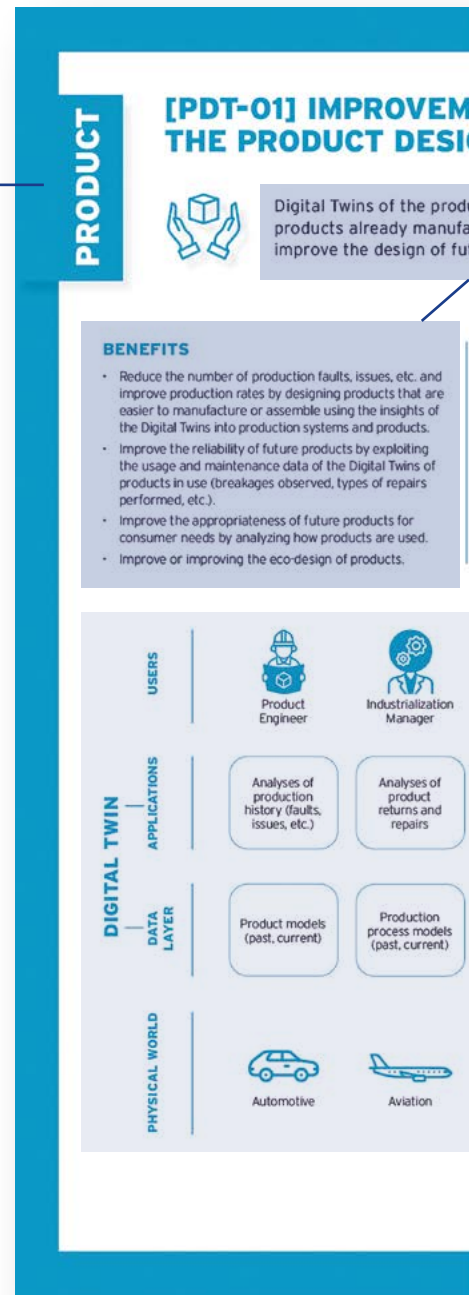 PRODUCT
[PDT-01] IMPROVEM
THE PRODUCT DESI
Digital Twins of the produ
products already manufa
improve the design of fu
BENEFITS
• Reduce the number of production faults, issues, etc. and
improve production rates by designing products that are
easier to manufacture or assemble using the insights of
the Digital Twins into production systems and products.
• Improve the reliability of future products by exploiting
the usage and maintenance data of the Digital Twins of
products in use (breakages observed, types of repairs
performed, etc.).
• Improve the appropriateness of future products for
consumer needs by analyzing how products are used.
• Improve or improving the eco-design of products.
DIGITAL TWIN
USERS
Product
Engineer
Industrialization
Manager
APPLICATIONS
Analyses of
production
history (faults,
issues, etc.)
Analyses of
product
returns and
repairs
DATA
LAYER
Product models
(past, current)
Production
process models
(past, current)
PHYSICAL WORLD
Automotive
Aviation